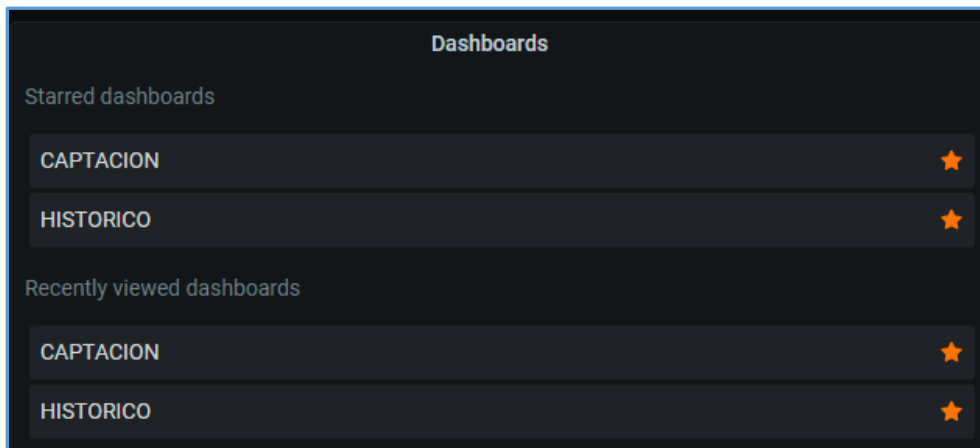 Dashboards
Starred dashboards
CAPTACION
HISTORICO
Recently viewed dashboards
CAPTACION
HISTORICO